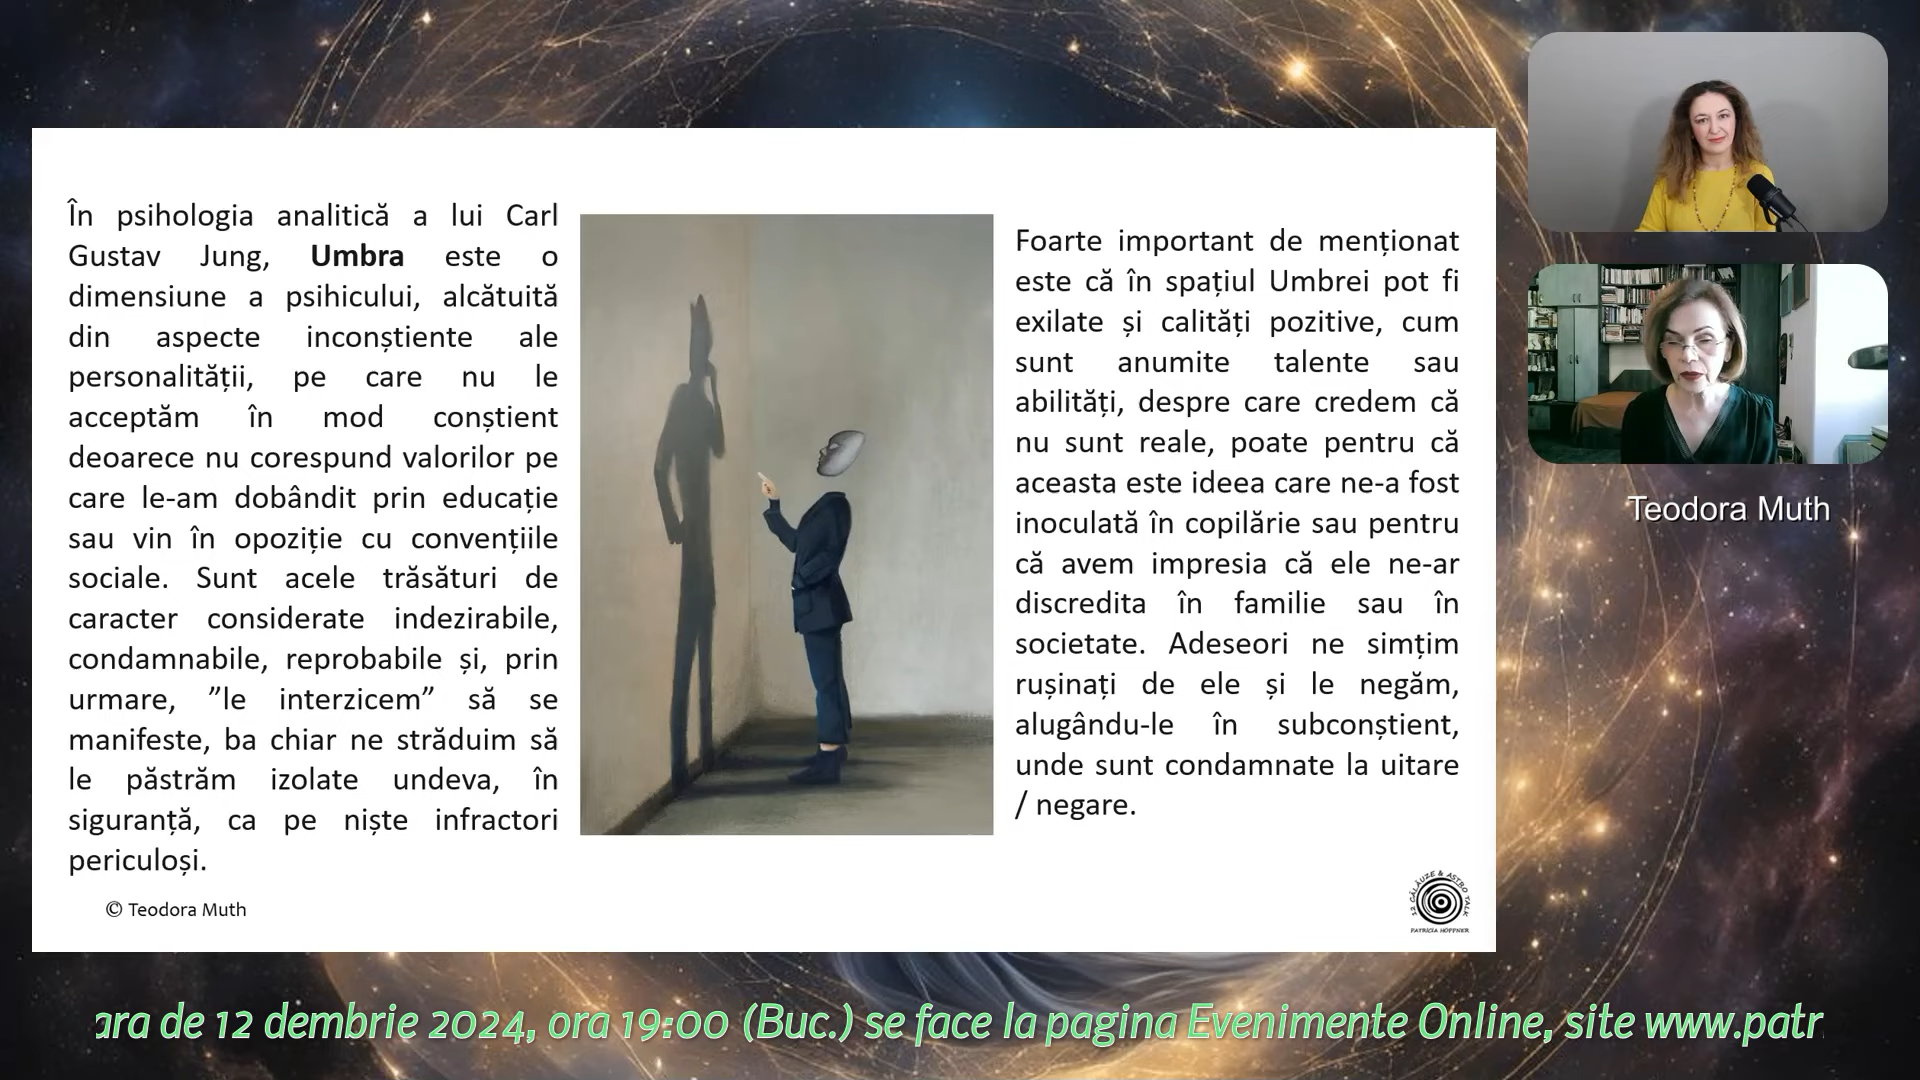 În psihologia analitică a lui Carl
Gustav Jung, Umbra este o
dimensiune a psihicului, alcătuită
din aspecte inconștiente ale
personalității, pe care nu le
acceptăm în mod conștient
deoarece nu corespund valorilor pe
care le-am dobândit prin educație
sau vin în opoziție cu convențiile
sociale. Sunt acele trăsături de
caracter considerate indezirabile,
condamnabile, reprobabile și, prin
urmare, ”le interzicem” să se
manifeste, ba chiar ne străduim să
le păstrăm izolate undeva, în
siguranță, ca pe niște infractori
periculoși.
© Teodora Muth
Foarte important de menționat
este că în spațiul Umbrei pot fi
exilate și calități pozitive, cum
sunt anumite talente sau
abilități, despre care credem că
nu sunt reale, poate pentru că
aceasta este ideea care ne-a fost
inoculată în copilărie sau pentru
că avem impresia că ele ne-ar
discredita în familie sau în
societate. Adeseori ne simțim
rușinați de ele și le negăm,
alugându-le în subconștient,
unde sunt condamnate la uitare
/ negare.
12 CĂLĂUZE & ASTRO TALK
PATRICIA HOPPNER
Teodora Muth
ara de 12 dembrie 2024, ora 19:00 (Buc.) se face la pagina Evenimente Online, site www.patr